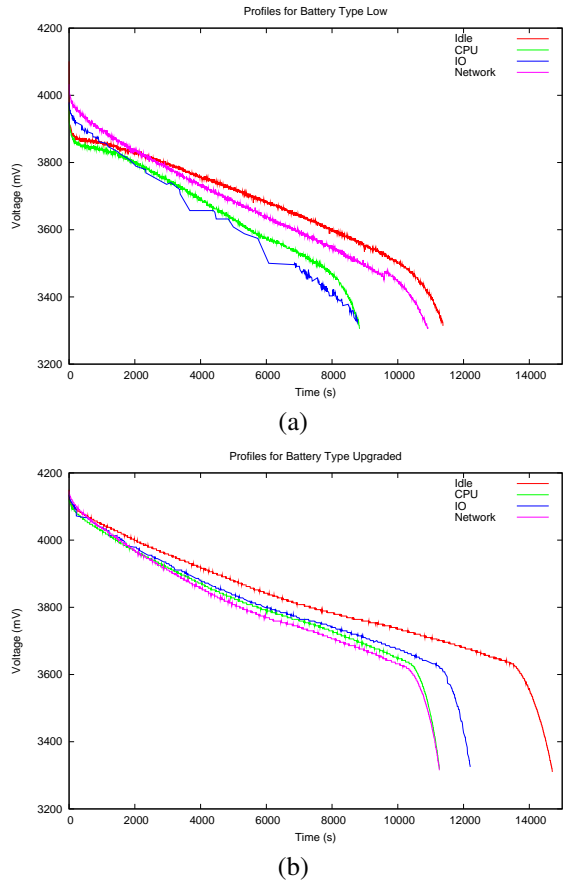 Profiles for Battery Type Low
4200
4000
3800
3600
3400
3200
Voltage (mV)
Idle
CPU
IO
Network
0 2000 4000 6000 8000 10000 12000 14000
Time (s)
(a)
Profiles for Battery Type Upgraded
4200
4000
3800
3600
3400
3200
Voltage (mV)
Idle
CPU
IO
Network
0 2000 4000 6000 8000 10000 12000 14000
Time (s)
(b)